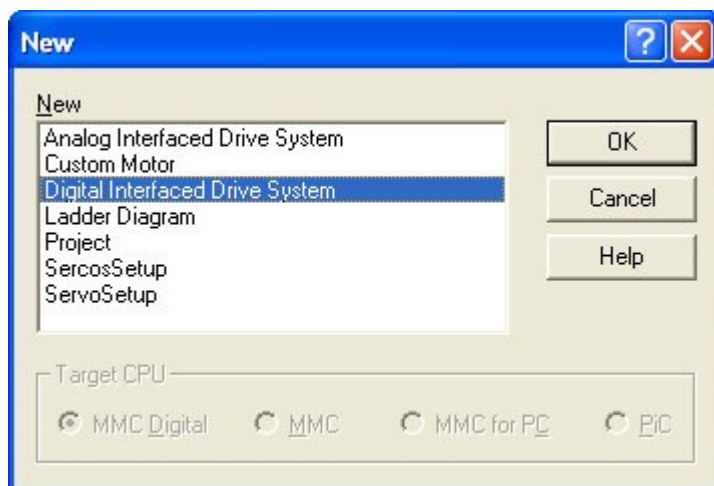 New
New
Analog Interfaced Drive System
OK
Custom Motor
Digital Interfaced Drive System
Cancel
Ladder Diagram
Project
Help
SercosSetup
ServoSetup
Target CPU
MMC Digital MMC MMC for PC PiC